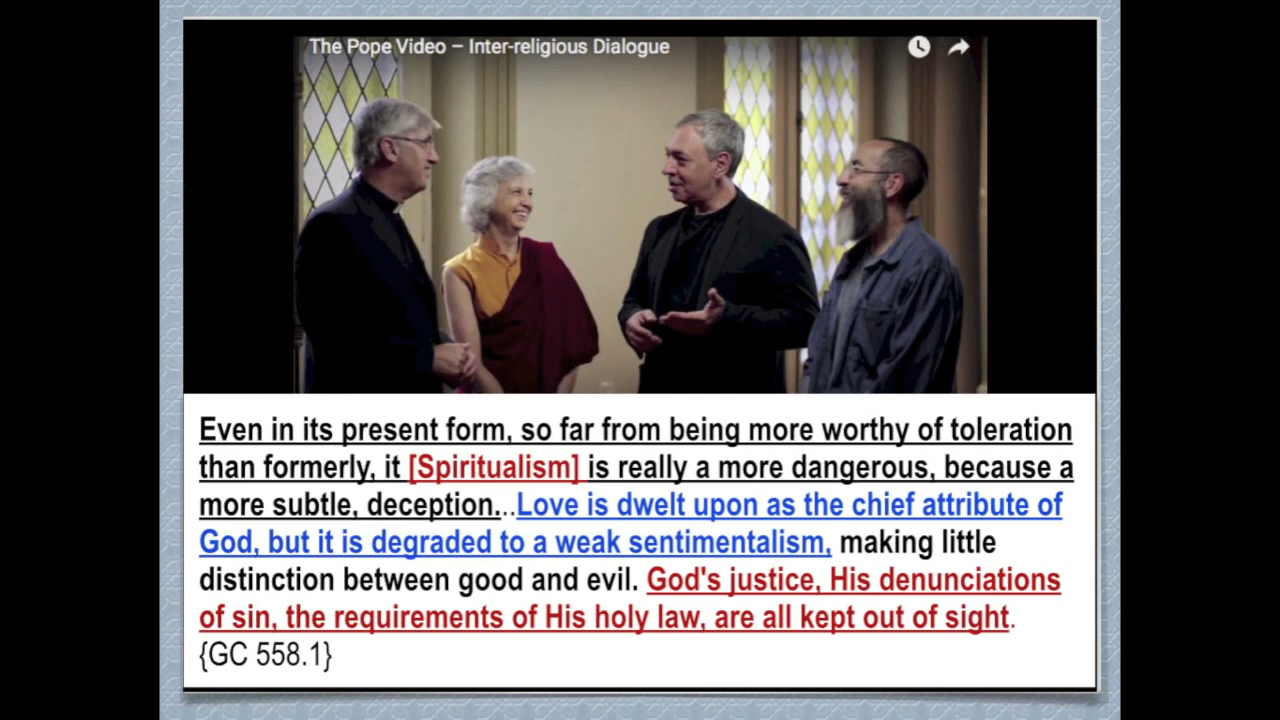 The Pope Video – Inter-religious Dialogue
Even in its present form, so far from being more worthy of toleration
than formerly, it [Spiritualism] is really a more dangerous, because a
more subtle, deception...Love is dwelt upon as the chief attribute of
God, but it is degraded to a weak sentimentalism, making little
distinction between good and evil. God's justice, His denunciations
of sin, the requirements of His holy law, are all kept out of sight.
{GC 558.1}